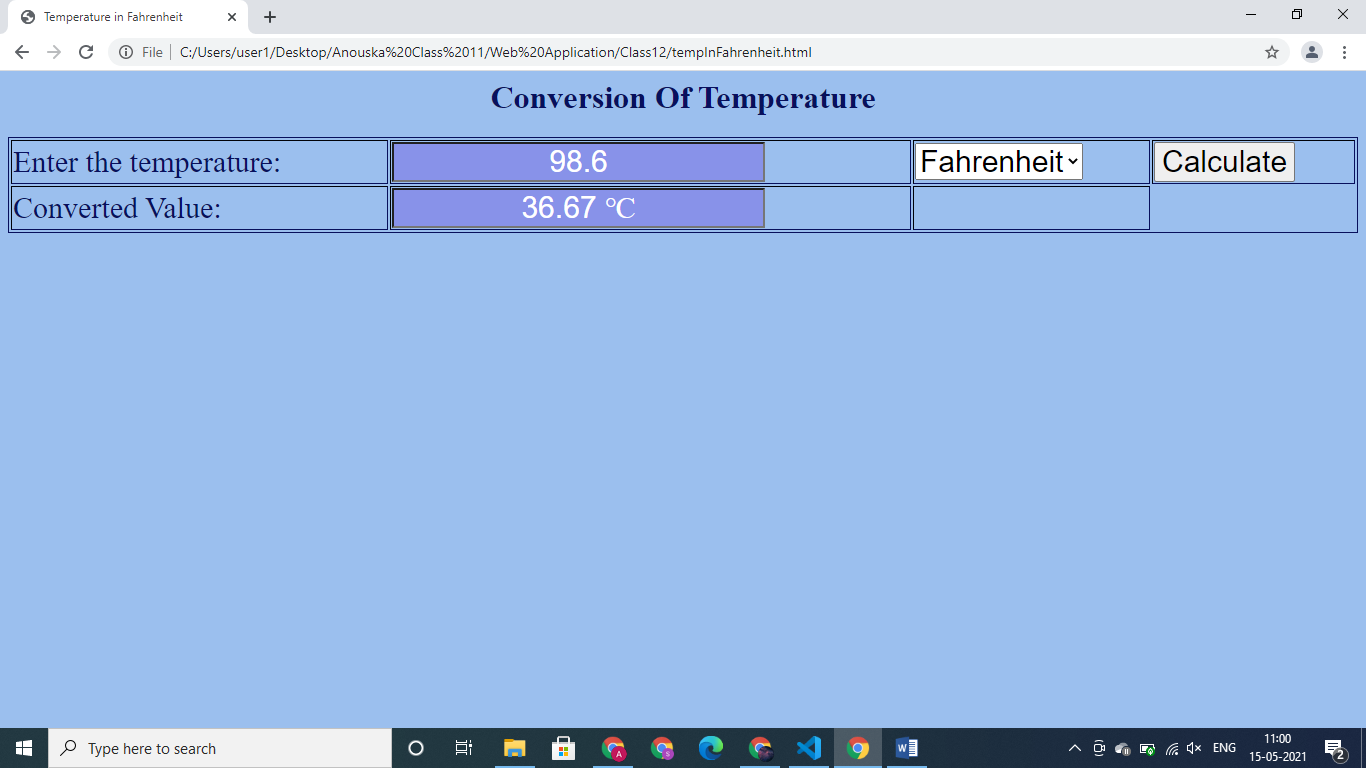 Temperature in Fahrenheit
File C:/Users/user1/Desktop/Anouska%20Class%2011/Web%20Application/Class12/tempInFahrenheit.html
Conversion Of Temperature
Enter the temperature: 98.6 Fahrenheit Calculate
Converted Value: 36.67 °C
Type here to search
ENG
11:00
15-05-2021
2